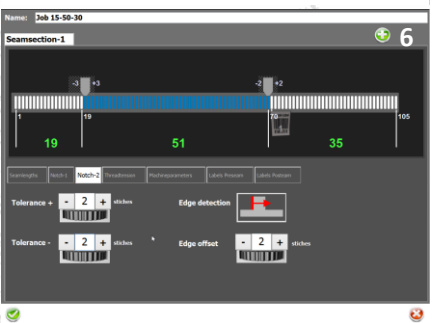 Name: Job 15-50-30
Seamsection-1
6
-3 +3 -2 +2
1 19 70 105
19 51 35
Seamlengths Notch-1 Notch-2 Threadtension Machineparameters Labels Preseam Labels Postseam
Tolerance + - 2 + stiches Edge detection
Tolerance - - 2 + stiches Edge offset - 2 + stiches